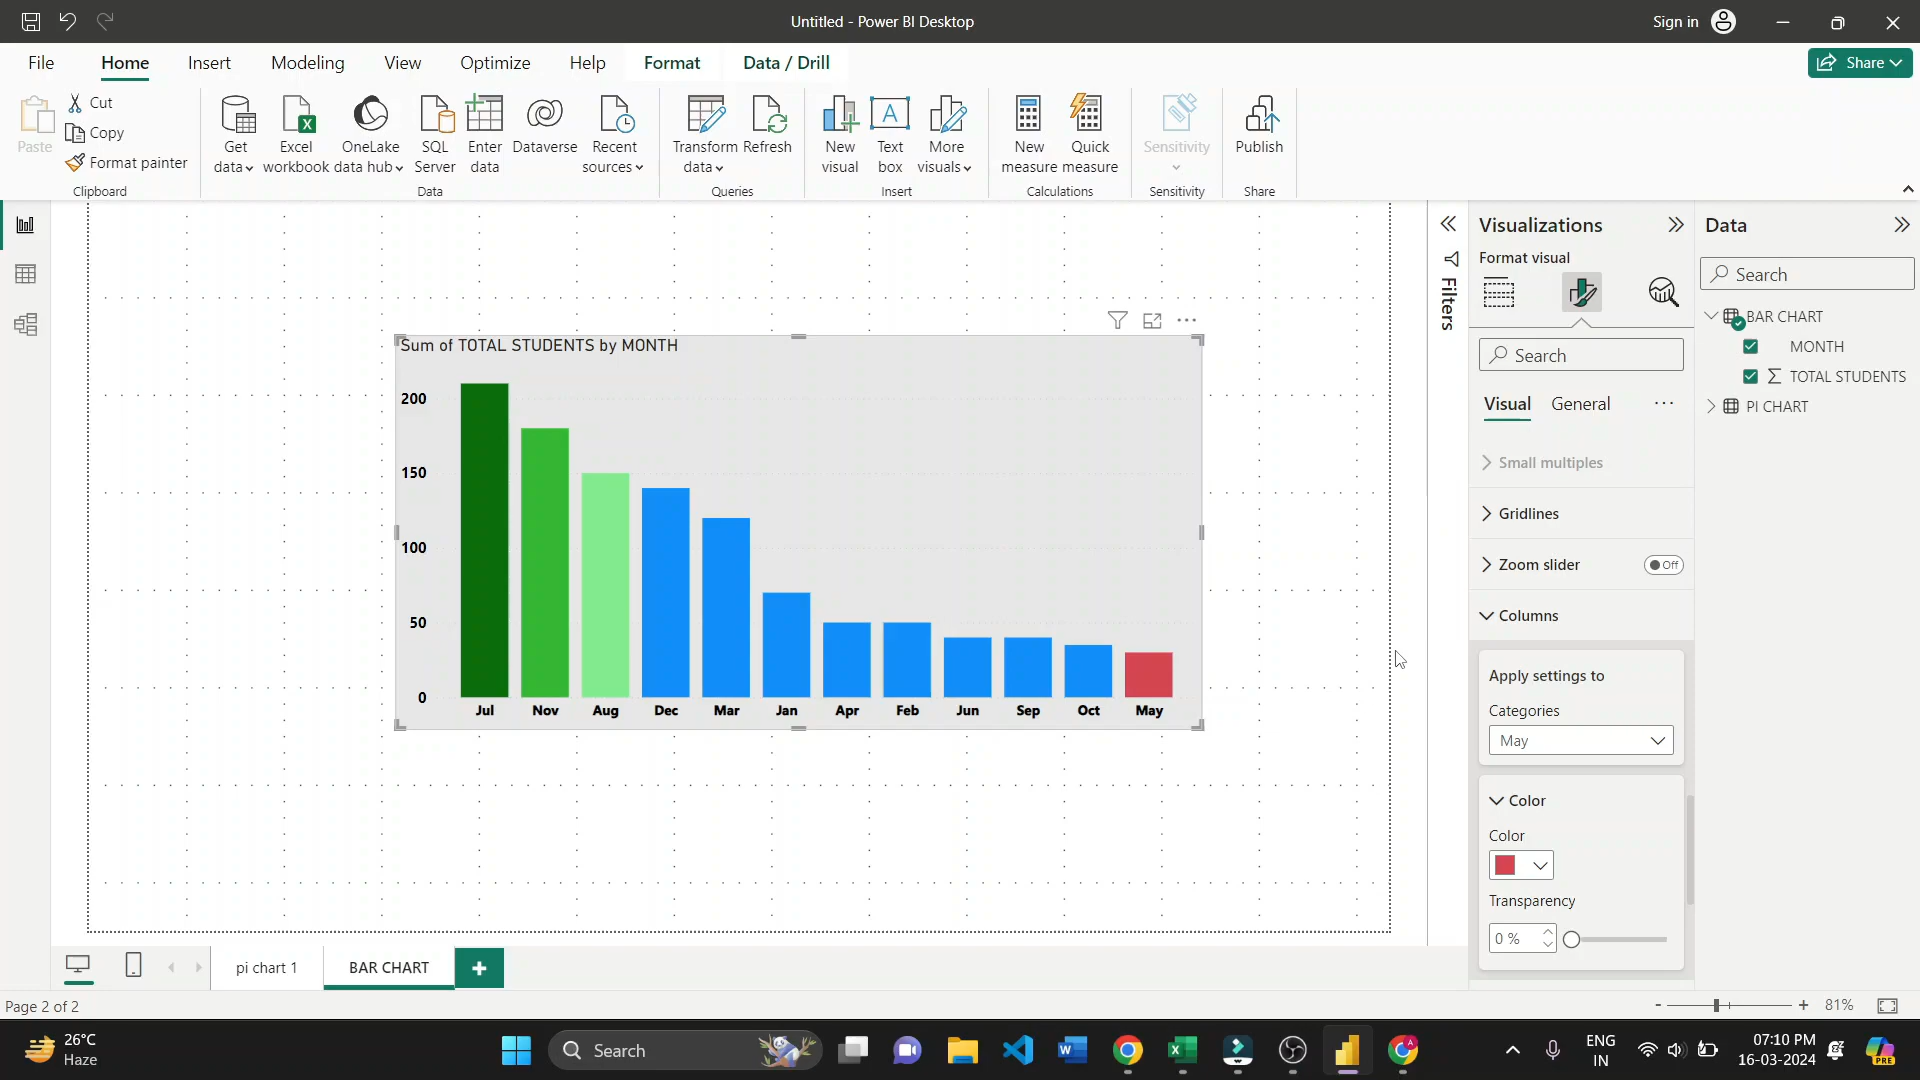 Untitled - Power BI Desktop
Sign in
File Home Insert Modeling View Optimize Help Format Data / Drill
Share
Paste
Cut
Copy
Format painter
Clipboard
Get data
Excel workbook
OneLake data hub
SQL Server
Enter data
Dataverse
Recent sources
Data
Transform data
Refresh
Queries
New visual
Text box
More visuals
Insert
New measure
Quick measure
Calculations
Sensitivity
Sensitivity
Publish
Share
Sum of TOTAL STUDENTS by MONTH
200
150
100
50
0
Jul Nov Aug Dec Mar Jan Apr Feb Jun Sep Oct May
Filters
Visualizations
Format visual
Search
Visual General
Small multiples
Gridlines
Zoom slider
Off
Columns
Apply settings to
Categories
May
Color
Color
Transparency
0 %
Data
Search
BAR CHART
MONTH
TOTAL STUDENTS
PI CHART
pi chart 1
BAR CHART
Page 2 of 2
81%
26°C
Haze
Search
ENG
IN
07:10 PM
16-03-2024
PRE